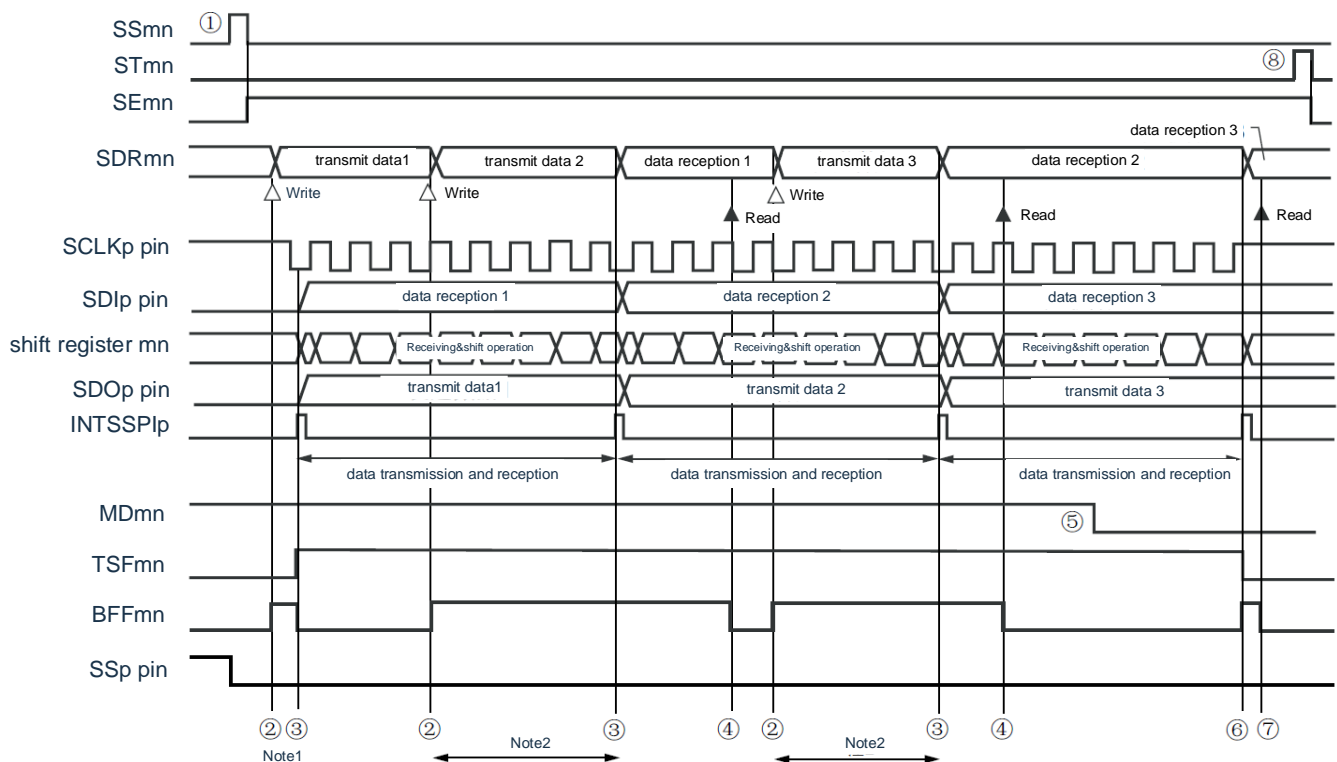 SSmn ①
STmn ⑧
SEmn
data reception 3
SDRmn transmit data1 transmit data 2 data reception 1 transmit data 3 data reception 2
Write Write Write
Read Read Read
SCLKp pin
SDIp pin data reception 1 data reception 2 data reception 3
shift register mn Receiving&shift operation Receiving&shift operation Receiving&shift operation
SDOp pin transmit data1 transmit data 2 transmit data 3
INTSSPIp
data transmission and reception data transmission and reception data transmission and reception
MDmn ⑤
TSFmn
BFFmn
SSp pin
② ③ ② ③ ④ ② ③ ④ ⑥ ⑦
Note1 Note2 Note2